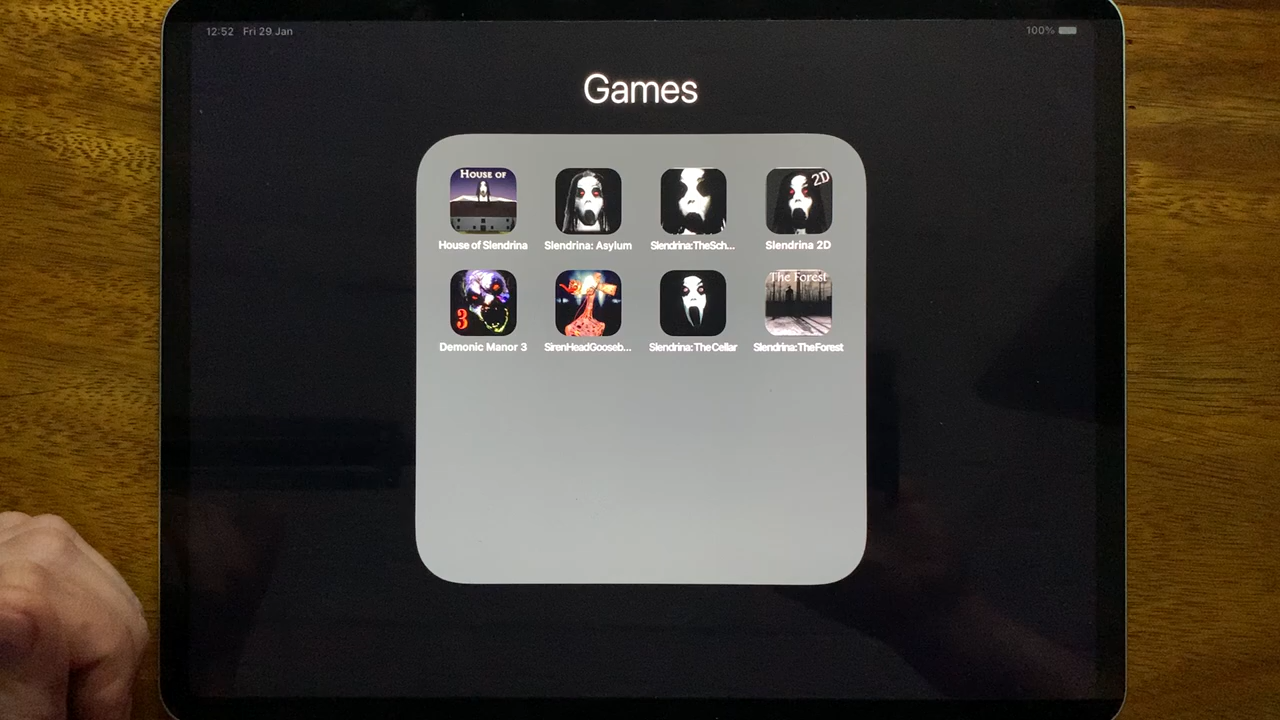 12:52 Fri 29 Jan
100%
Games
HOUSE OF
2D
House of Slendrina
Slendrina: Asylum
Slendrina:TheSch...
Slendrina 2D
3
The Forest
Demonic Manor 3
SirenHeadGooseb...
Slendrina:TheCellar
Slendrina:TheForest